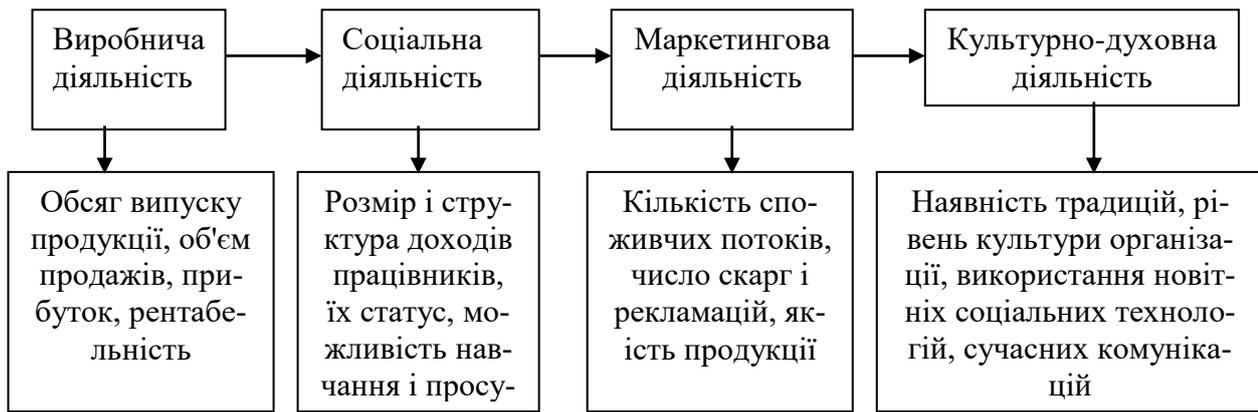 Виробнича
діяльність
Соціальна
діяльність
Маркетингова
діяльність
Культурно-духовна
діяльність
Обсяг випуску
продукції, об'єм
продажів, при-
буток, рентабе-
льність
Розмір і стру-
ктура доходів
працівників,
їх статус, мо-
жливість нав-
чання і просу-
Кількість спо-
живчих потоків,
число скарг і
рекламацій, як-
ість продукції
Наявність традицій, рі-
вень культури організа-
ції, використання новіт-
ніх соціальних техноло-
гій, сучасних комуніка-
цій